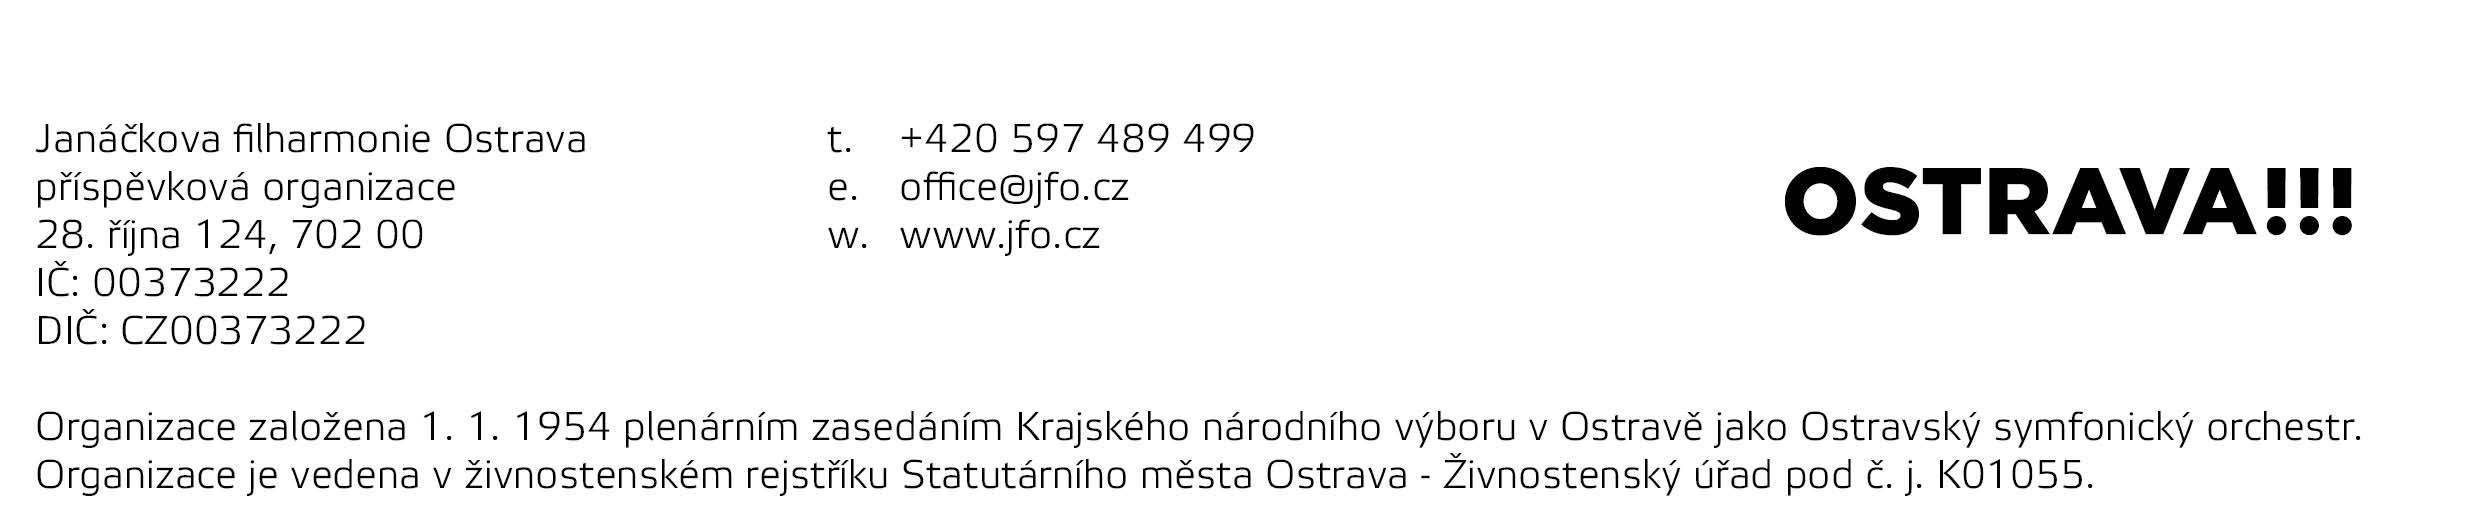 Janáčkova filharmonie Ostrava
příspěvková organizace
28. října 124, 702 00
IČ: 00373222
DIČ: CZ00373222
t. +420 597 489 499
e. office@jfo.cz
w. www.jfo.cz
OSTRAVA!!!
Organizace založena 1. 1. 1954 plenárním zasedáním Krajského národního výboru v Ostravě jako Ostravský symfonický orchestr.
Organizace je vedena v živnostenském rejstříku Statutárního města Ostrava - Živnostenský úřad pod č. j. K01055.